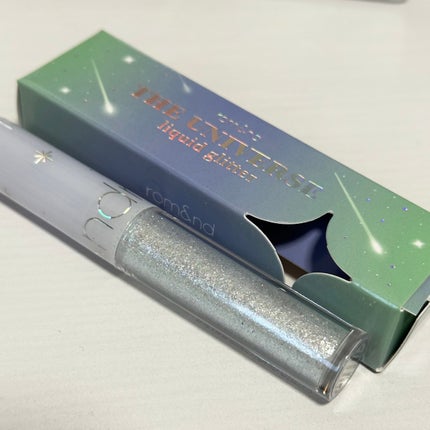 rom&nd
THE UNIVERSE
liquid glitter
rom&nd